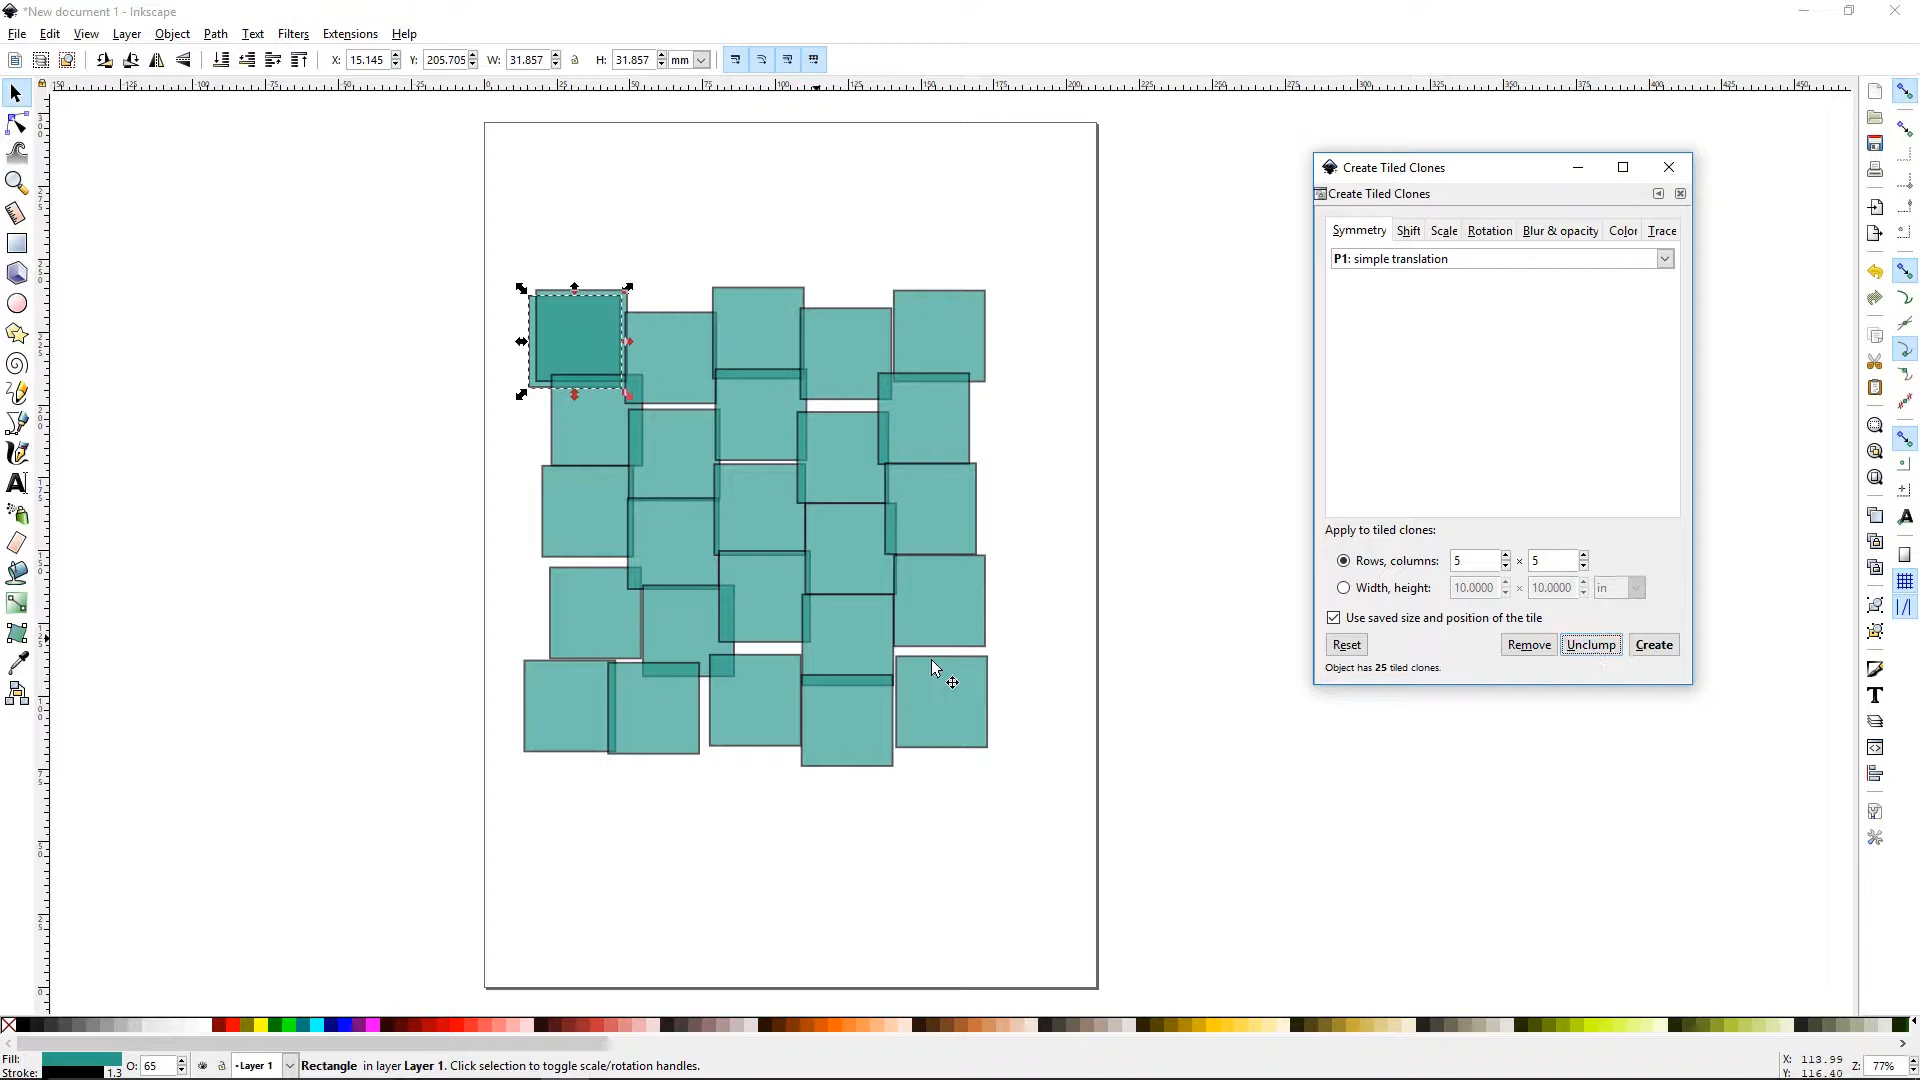 *New document 1 - Inkscape
File Edit View Layer Object Path Text Filters Extensions Help
X: 15.145 Y: 205.705 W: 31.857 H: 31.857 mm
Create Tiled Clones
Create Tiled Clones
Symmetry Shift Scale Rotation Blur & opacity Color Trace
P1: simple translation
Apply to tiled clones:
Rows, columns: 5 × 5
Width, height: 10.0000 × 10.0000 in
Use saved size and position of the tile
Reset Remove Unclump Create
Object has 25 tiled clones.
Fill: O: 65 Layer 1 Rectangle in layer Layer 1. Click selection to toggle scale/rotation handles. X: 113.99 Z: 77%
Stroke: 1.3 Y: 116.40